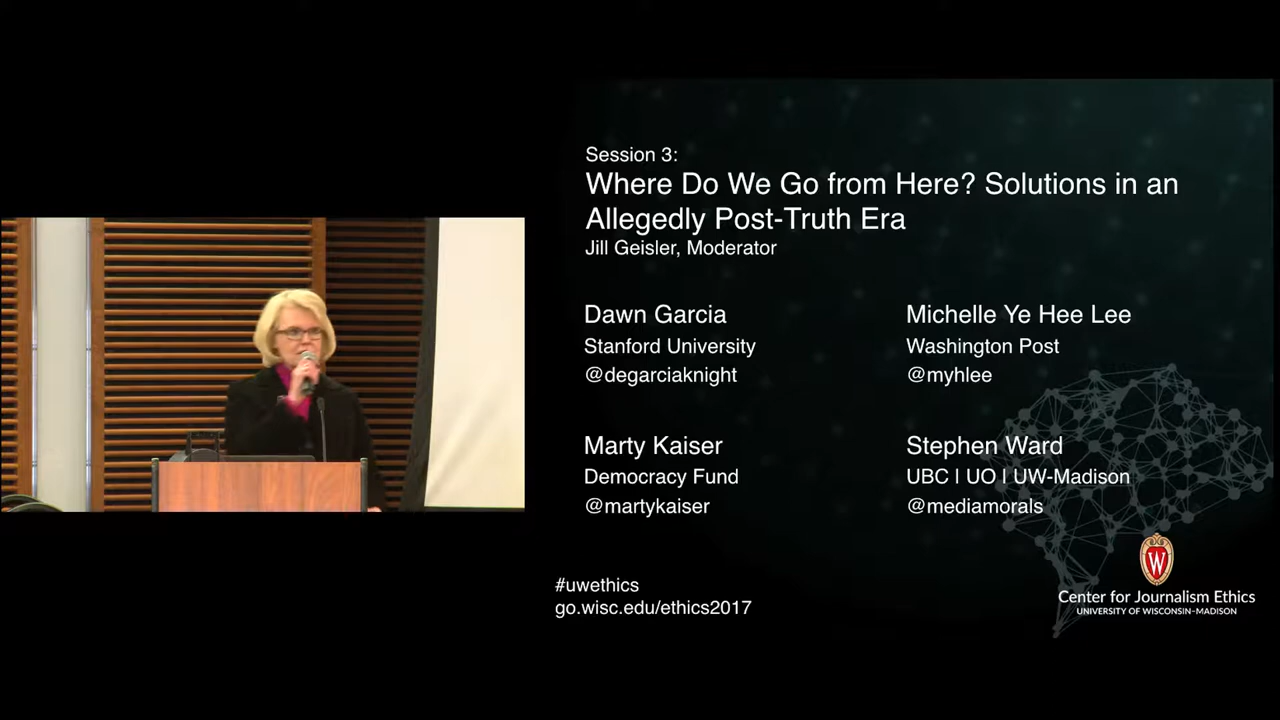 Session 3:
Where Do We Go from Here? Solutions in an
Allegedly Post-Truth Era
Jill Geisler, Moderator
Dawn Garcia
Stanford University
@degarciaknight
Michelle Ye Hee Lee
Washington Post
@myhlee
Marty Kaiser
Democracy Fund
@martykaiser
Stephen Ward
UBC | UO | UW-Madison
@mediamorals
#uwethics
go.wisc.edu/ethics2017
W
Center for Journalism Ethics
UNIVERSITY OF WISCONSIN-MADISON